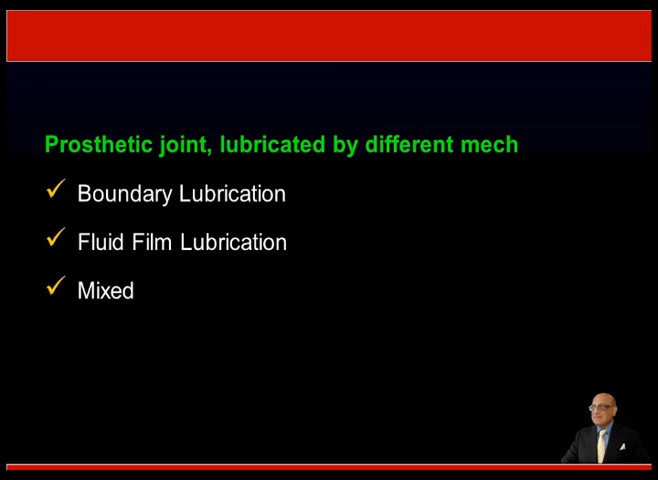 Prosthetic joint, lubricated by different mech
Boundary Lubrication
Fluid Film Lubrication
Mixed